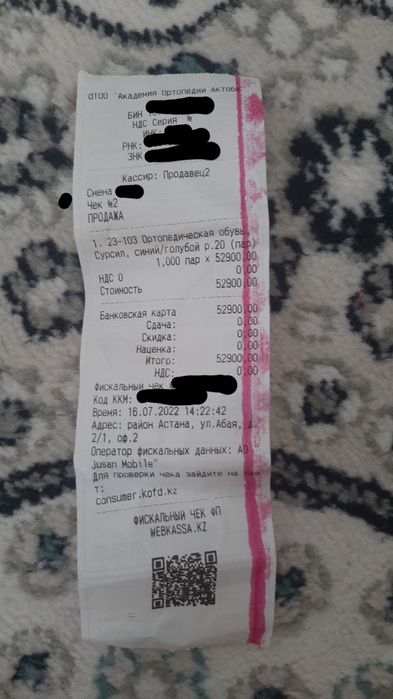 ФТОО "Академия Ортопедии Актобе
БИН
НДС Серия №
ИНК:
РНК:
ЗНК
Кассир: Продавец2
Смена
Чек №2
ПРОДАЖА
1. 23-103 Ортопедическая обувь,
Сурсил, синий/голубой р.20 (пар)
1,000 пар x 52900.00
НДС 0 0.00
Стоимость 52900.00
Банковская карта 52900.00
Сдача: 0.00
Скидка: 0.00
Наценка: 0.00
Итого: 52900.00
НДС: 0.00
Фискальный чек
Код ККМ:
Время: 16.07.2022 14:22:42
Адрес: район Астана, ул.Абая, д.
2/1, оф.2
Оператор фискальных данных: АО
Jusan Mobile"
Для проверки чека зайдите на сай
т:
consumer.kofd.kz
ФИСКАЛЬНЫЙ ЧЕК ФП
WEBKASSA.KZ